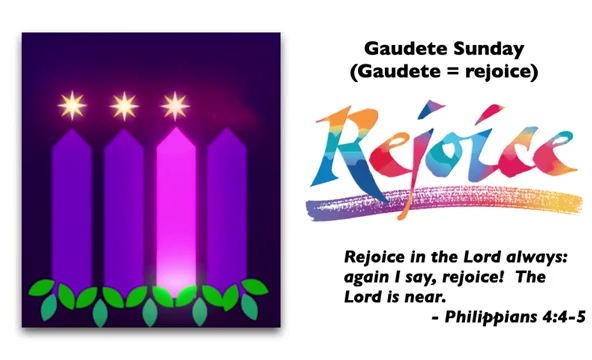 Gaudete Sunday
(Gaudete = rejoice)
Rejoice
Rejoice in the Lord always:
again I say, rejoice!  The
Lord is near.
- Philippians 4:4-5